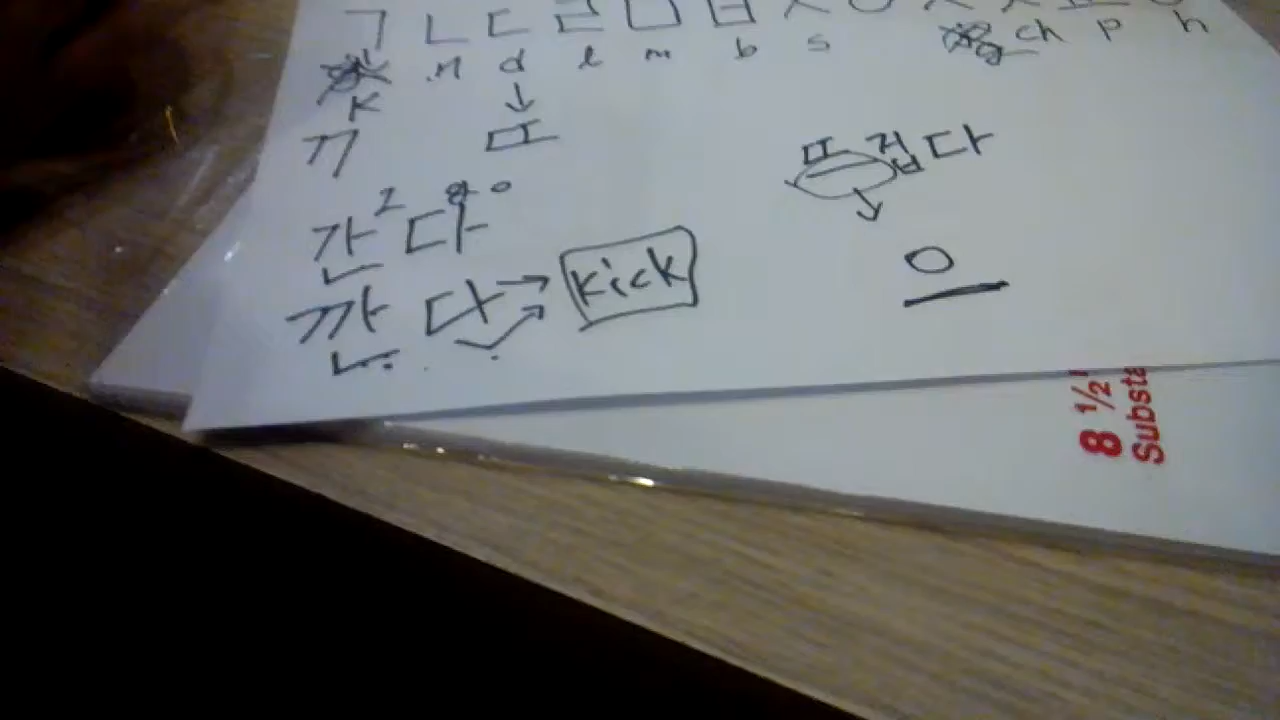 ㄱ ㄴ ㄷ ㄹ ㅁ ㅂ ㅅ
n d l m b s ch p h
K
ㄲ ㄸ
뜨겁다
간다
깐다 kick
으
8 1/2
Substa